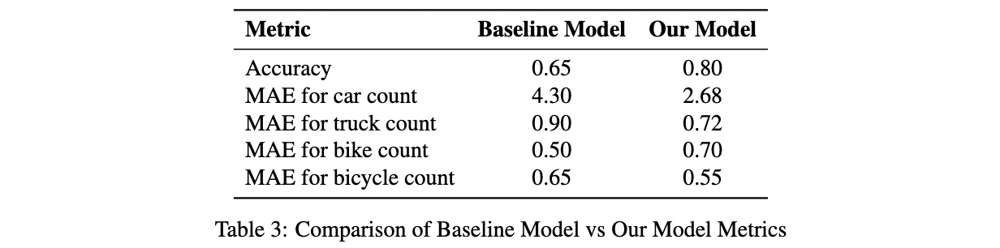 Metric Baseline Model Our Model
Accuracy 0.65 0.80
MAE for car count 4.30 2.68
MAE for truck count 0.90 0.72
MAE for bike count 0.50 0.70
MAE for bicycle count 0.65 0.55
Table 3: Comparison of Baseline Model vs Our Model Metrics